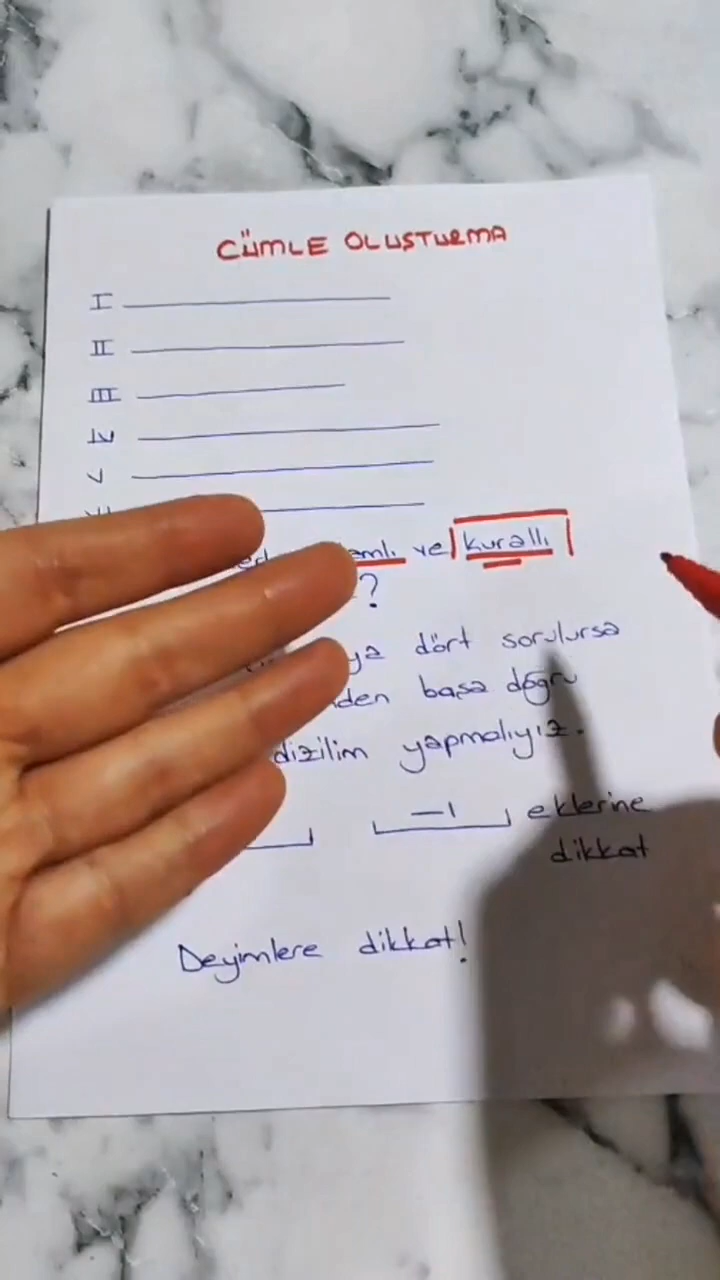 CÜMLE OLUŞTURMA
I
II
III
IV
V
ve kurallı
?
dört sorulursa
başa doğru
dizilim yapmalıyız.
–ı eklerine
dikkat
Deyimlere dikkat!